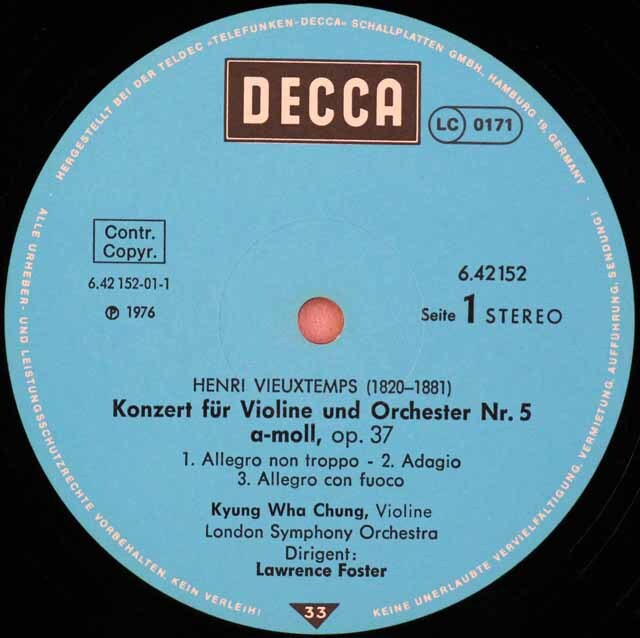 HERGESTELLT BEI DER TELDEC »TELEFUNKEN-DECCA« SCHALLPLATTEN GMBH, HAMBURG 19, GERMANY
DECCA
LC 0171
Contr.
Copyr.
6.42 152-01-1
℗ 1976
6.42152
Seite 1 STEREO
HENRI VIEUXTEMPS (1820–1881)
Konzert für Violine und Orchester Nr. 5
a-moll, op. 37
1. Allegro non troppo - 2. Adagio
3. Allegro con fuoco
Kyung Wha Chung, Violine
London Symphony Orchestra
Dirigent:
Lawrence Foster
33
ALLE URHEBER- UND LEISTUNGSSCHUTZRECHTE VORBEHALTEN. KEIN VERLEIH!
KEINE UNERLAUBTE VERVIELFÄLTIGUNG, VERMIETUNG, AUFFÜHRUNG, SENDUNG!